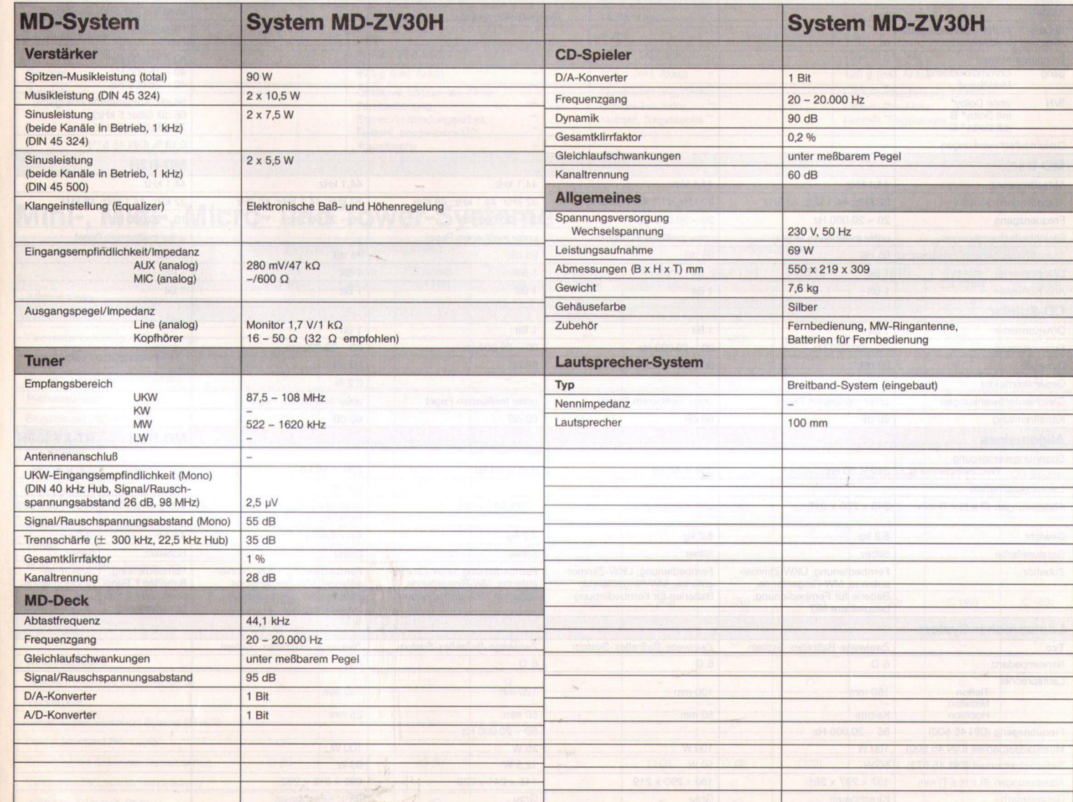 MD-System System MD-ZV30H
Verstärker
Spitzen-Musikleistung (total) 90 W
Musikleistung (DIN 45 324) 2 x 10,5 W
Sinusleistung 2 x 7,5 W
(beide Kanäle in Betrieb, 1 kHz)
(DIN 45 324)
Sinusleistung 2 x 5,5 W
(beide Kanäle in Betrieb, 1 kHz)
(DIN 45 500)
Klangeinstellung (Equalizer) Elektronische Baß- und Höhenregelung
Eingangsempfindlichkeit/Impedanz
AUX (analog) 280 mV/47 kΩ
MIC (analog) –/600 Ω
Ausgangspegel/Impedanz
Line (analog) Monitor 1,7 V/1 kΩ
Kopfhörer 16 – 50 Ω (32 Ω empfohlen)
Tuner
Empfangsbereich
UKW 87,5 – 108 MHz
KW –
MW 522 – 1620 kHz
LW –
Antennenanschluß –
UKW-Eingangsempfindlichkeit (Mono)
(DIN 40 kHz Hub, Signal/Rausch-
spannungsabstand 26 dB, 98 MHz) 2,5 µV
Signal/Rauschspannungsabstand (Mono) 55 dB
Trennschärfe (± 300 kHz, 22,5 kHz Hub) 35 dB
Gesamtklirrfaktor 1 %
Kanaltrennung 28 dB
MD-Deck
Abtastfrequenz 44,1 kHz
Frequenzgang 20 – 20.000 Hz
Gleichlaufschwankungen unter meßbarem Pegel
Signal/Rauschspannungsabstand 95 dB
D/A-Konverter 1 Bit
A/D-Konverter 1 Bit
System MD-ZV30H
CD-Spieler
D/A-Konverter 1 Bit
Frequenzgang 20 – 20.000 Hz
Dynamik 90 dB
Gesamtklirrfaktor 0,2 %
Gleichlaufschwankungen unter meßbarem Pegel
Kanaltrennung 60 dB
Allgemeines
Spannungsversorgung
Wechselspannung 230 V, 50 Hz
Leistungsaufnahme 69 W
Abmessungen (B x H x T) mm 550 x 219 x 309
Gewicht 7,6 kg
Gehäusefarbe Silber
Zubehör Fernbedienung, MW-Ringantenne,
Batterien für Fernbedienung
Lautsprecher-System
Typ Breitband-System (eingebaut)
Nennimpedanz –
Lautsprecher 100 mm